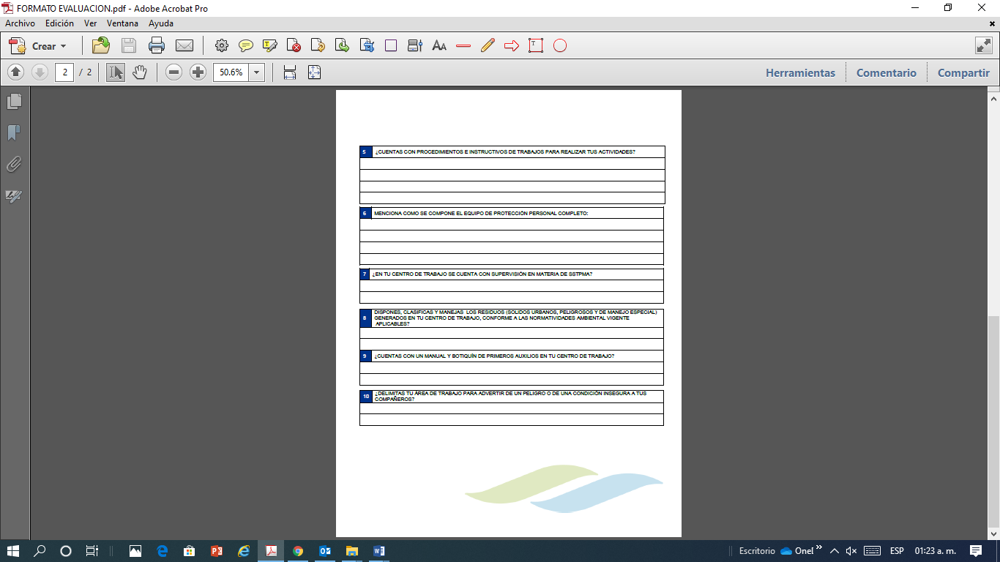 FORMATO EVALUACION.pdf - Adobe Acrobat Pro
Archivo Edición Ver Ventana Ayuda
Crear
2 / 2 50.6% Herramientas Comentario Compartir
5 ¿CUENTAS CON PROCEDIMIENTOS E INSTRUCTIVOS DE TRABAJOS PARA REALIZAR TUS ACTIVIDADES?
6 MENCIONA COMO SE COMPONE EL EQUIPO DE PROTECCIÓN PERSONAL COMPLETO:
7 ¿EN TU CENTRO DE TRABAJO SE CUENTA CON SUPERVISIÓN EN MATERIA DE SSTPMA?
DISPONES, CLASIFICAS Y MANEJAS LOS RESIDUOS (SOLIDOS URBANOS, PELIGROSOS Y DE MANEJO ESPECIAL)
8 GENERADOS EN TU CENTRO DE TRABAJO, CONFORME A LAS NORMATIVIDADES AMBIENTAL VIGENTE
APLICABLES?
9 ¿CUENTAS CON UN MANUAL Y BOTIQUÍN DE PRIMEROS AUXILIOS EN TU CENTRO DE TRABAJO?
10 ¿DELIMITAS TU ÁREA DE TRABAJO PARA ADVERTIR DE UN PELIGRO O DE UNA CONDICIÓN INSEGURA A TUS
COMPAÑEROS?
Escritorio Onel ESP 01:23 a. m.